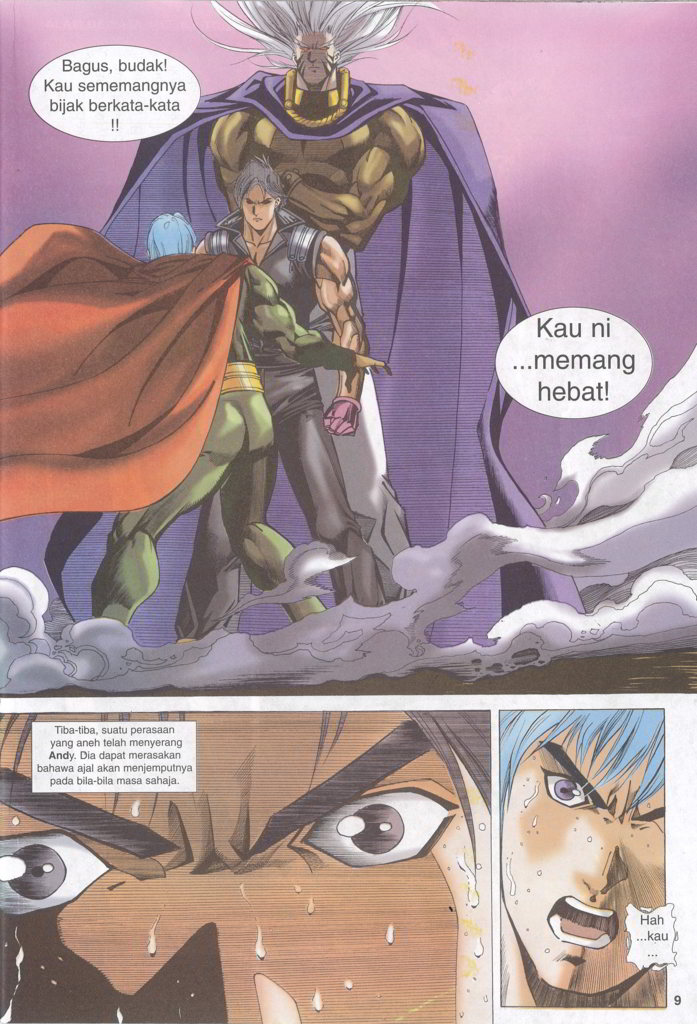 Bagus, budak!
Kau sememangnya
bijak berkata-kata
!!
Kau ni
...memang
hebat!
Tiba-tiba, suatu perasaan
yang aneh telah menyerang
Andy. Dia dapat merasakan
bahawa ajal akan menjemputnya
pada bila-bila masa sahaja.
Hah
...kau
...
9